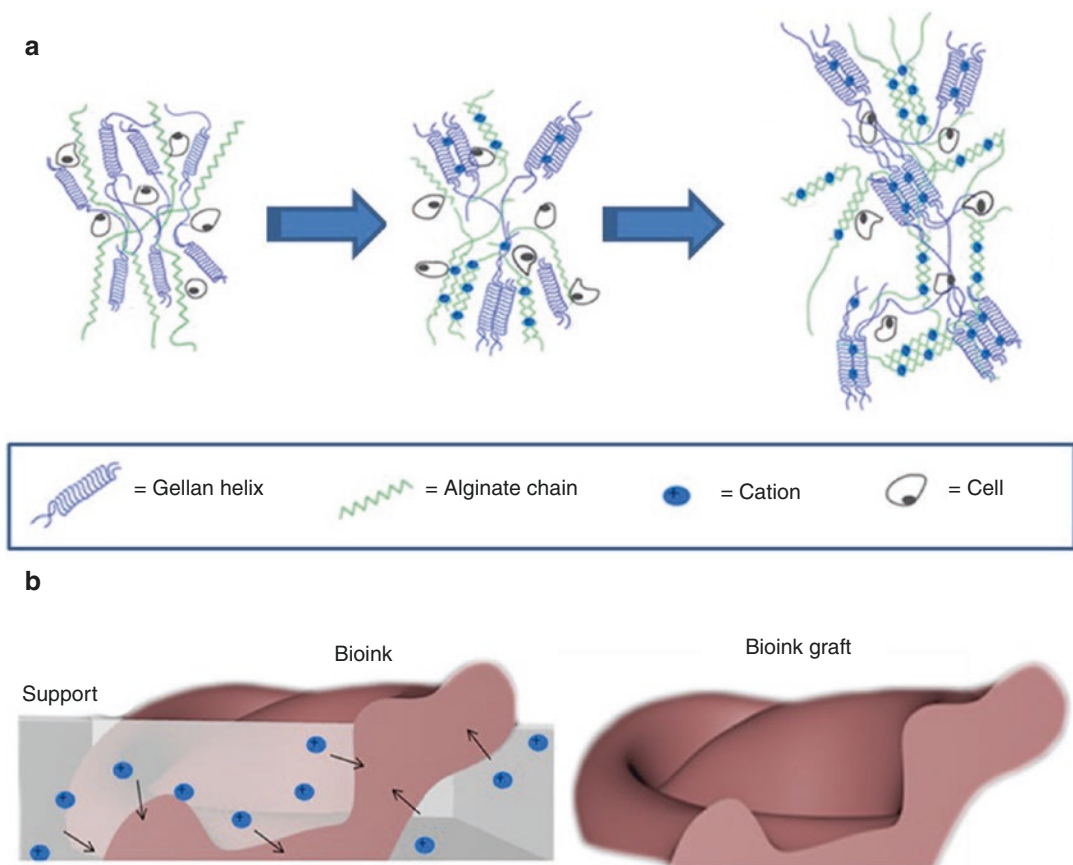 a
= Gellan helix = Alginate chain + = Cation = Cell
b
Bioink
Bioink graft
Support
+
+
+
+
+
+
+
+
+
+